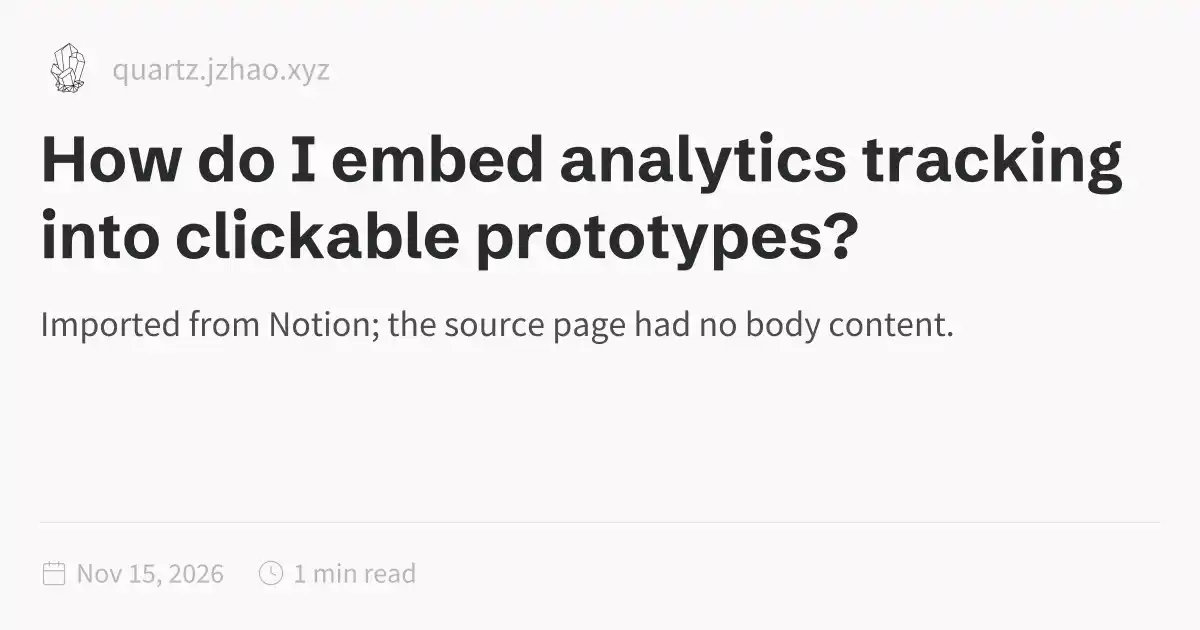 quartz.jzhao.xyz
How do I embed analytics tracking
into clickable prototypes?
Imported from Notion; the source page had no body content.
Nov 15, 2026 1 min read